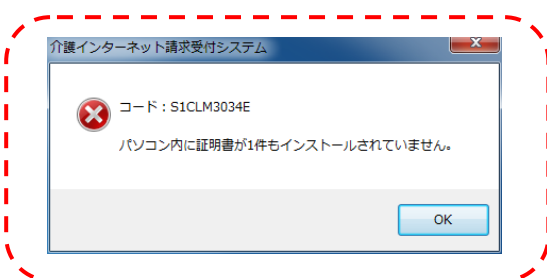 介護インターネット請求受付システム
コード：S1CLM3034E
パソコン内に証明書が1件もインストールされていません。
OK